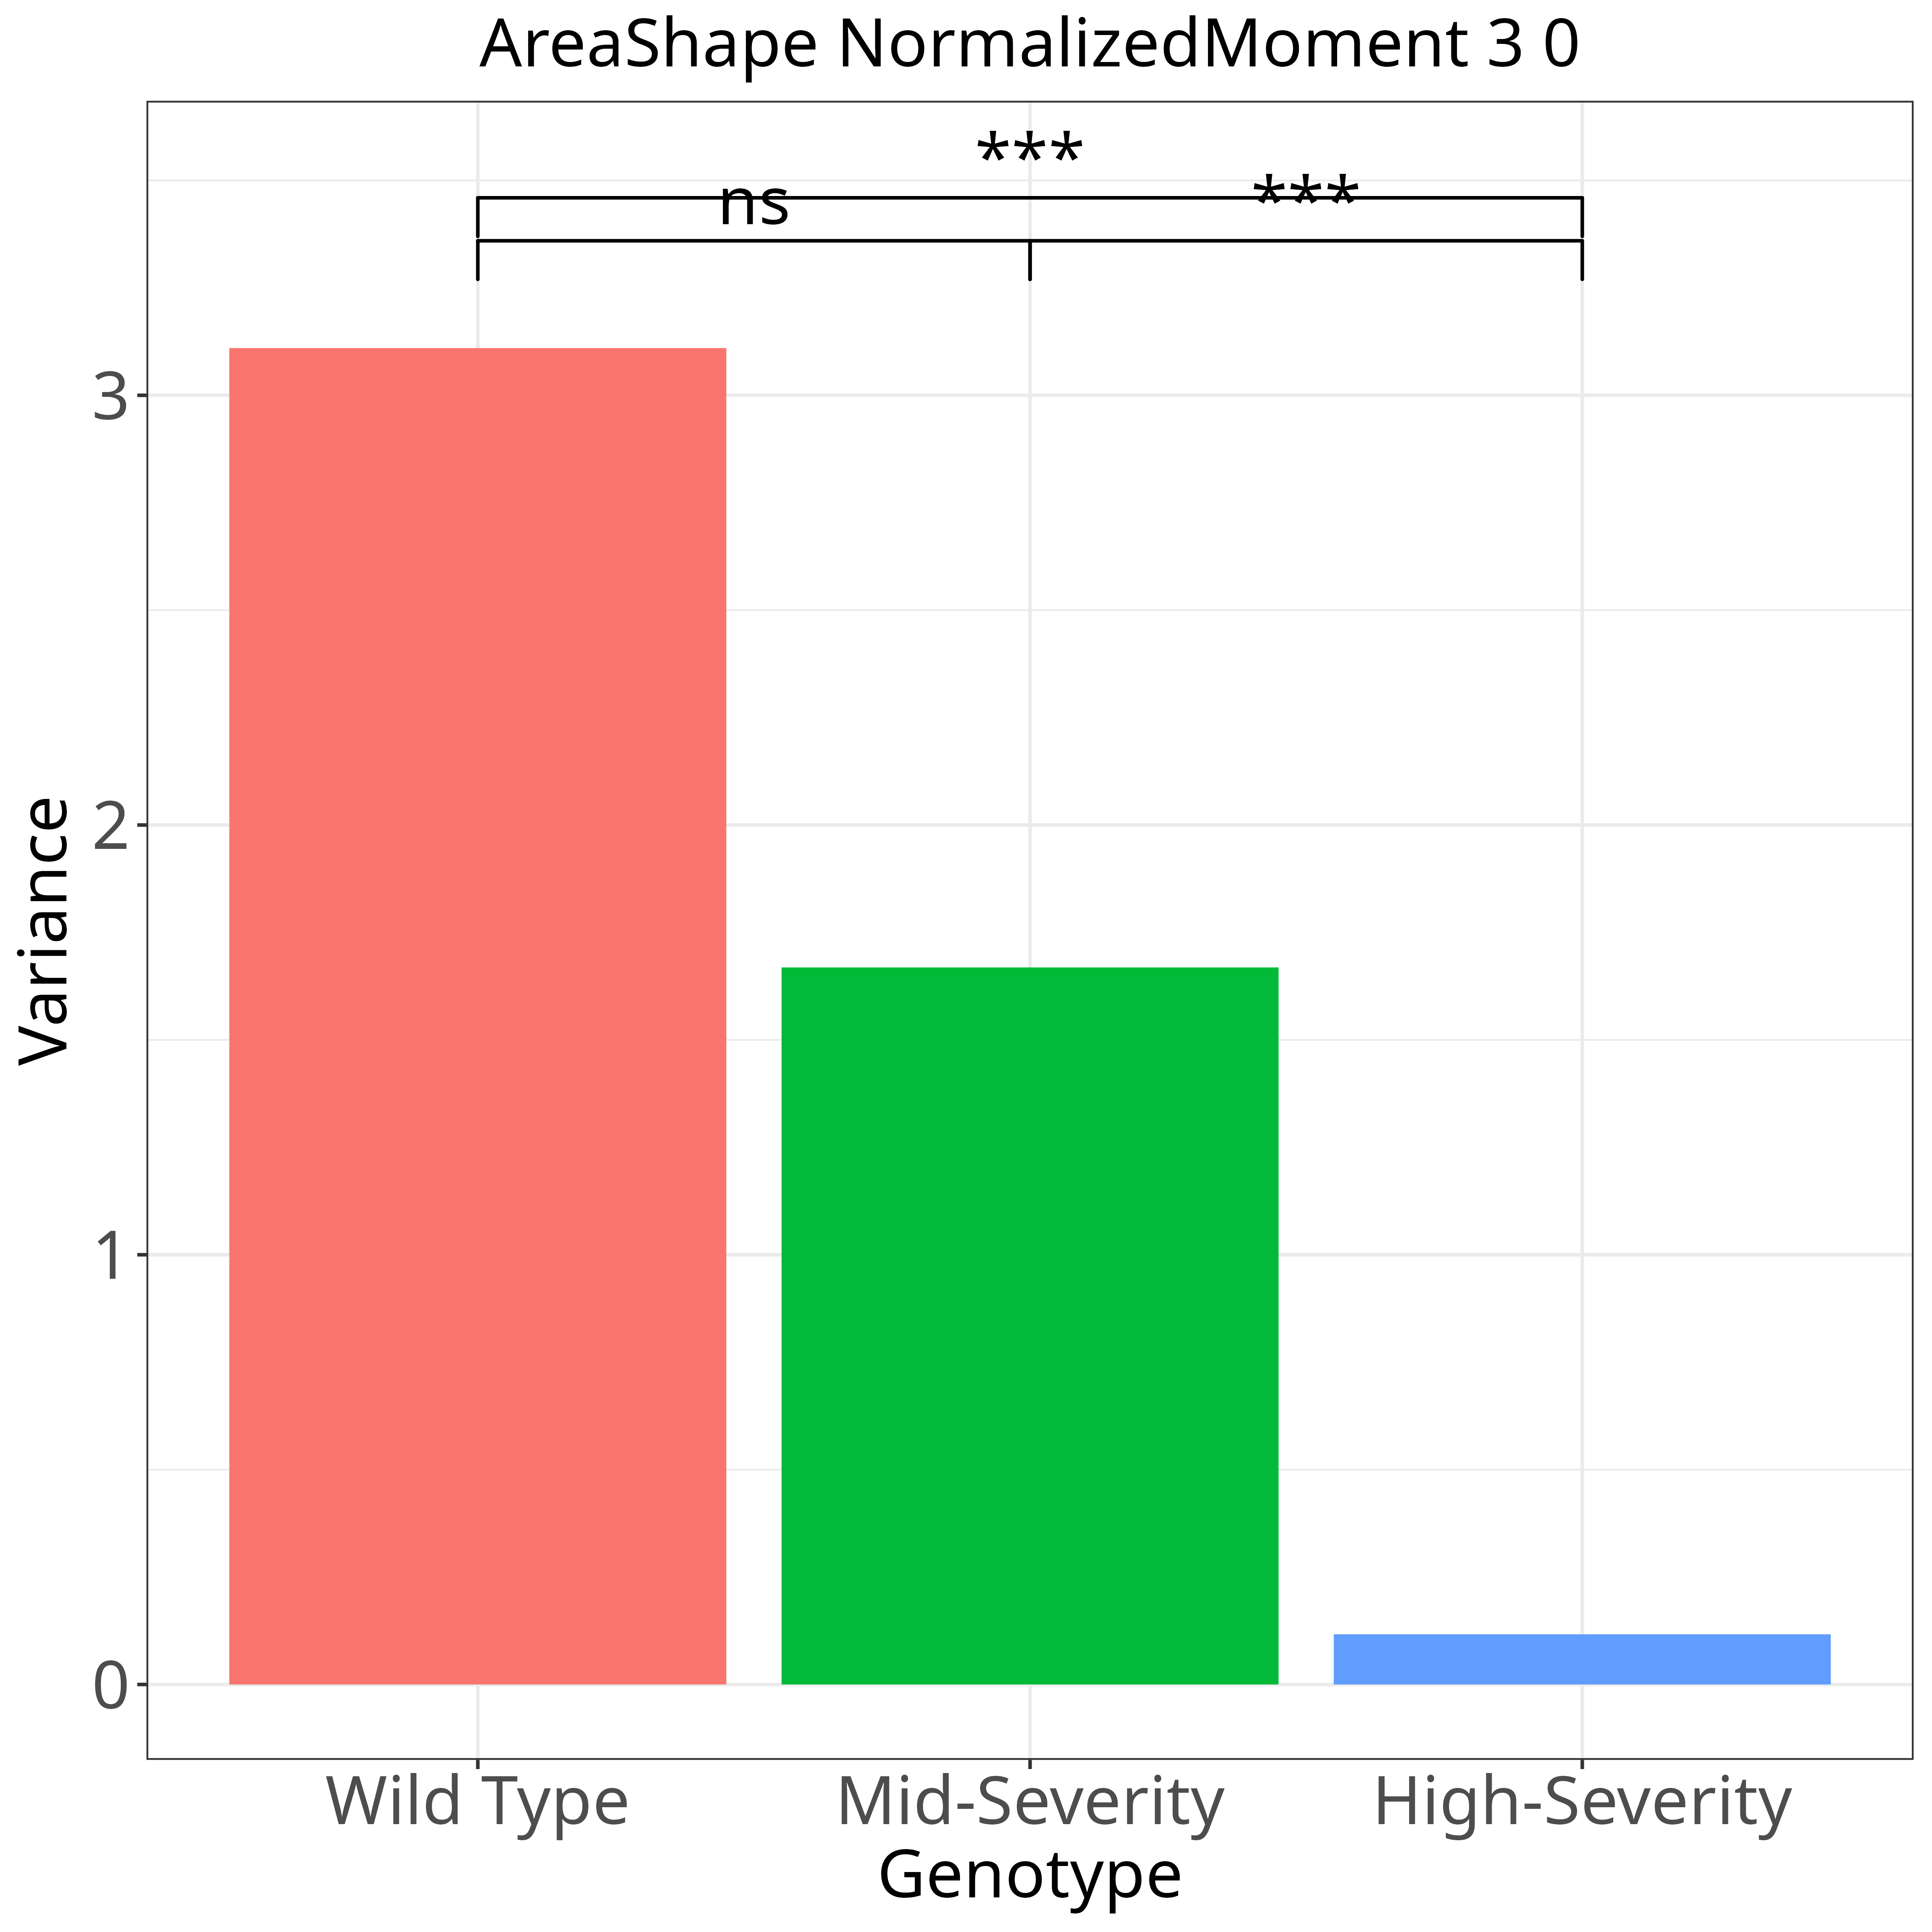 AreaShape NormalizedMoment 3 0
***
ns
***
3
2
1
0
Variance
Wild Type
Mid-Severity
High-Severity
Genotype